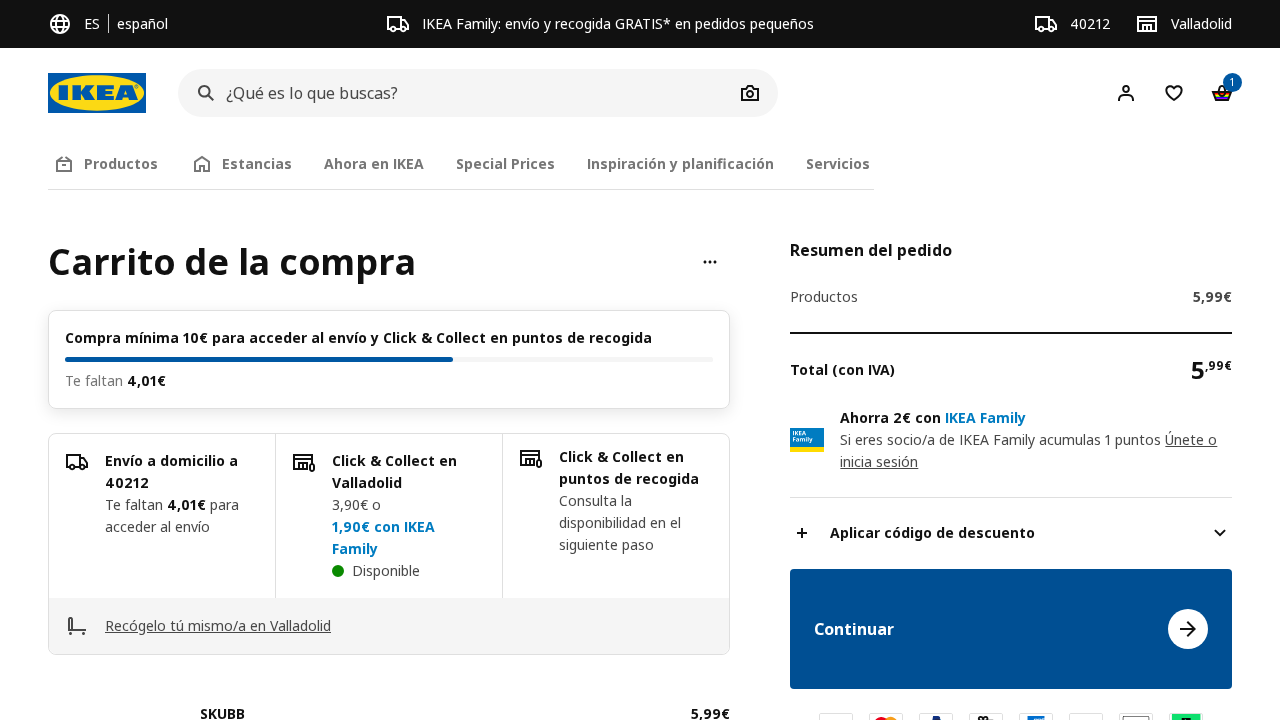 ES español
IKEA Family: envío y recogida GRATIS* en pedidos pequeños
40212
Valladolid
IKEA
¿Qué es lo que buscas?
1
Productos
Estancias
Ahora en IKEA
Special Prices
Inspiración y planificación
Servicios
Carrito de la compra
Compra mínima 10€ para acceder al envío y Click & Collect en puntos de recogida
Te faltan 4,01€
Envío a domicilio a
40212
Te faltan 4,01€ para
acceder al envío
Click & Collect en
Valladolid
3,90€ o
1,90€ con IKEA
Family
Disponible
Click & Collect en
puntos de recogida
Consulta la
disponibilidad en el
siguiente paso
Recógelo tú mismo/a en Valladolid
SKUBB
5,99€
Resumen del pedido
Productos
5,99€
Total (con IVA)
5,99€
IKEA
Family
Ahorra 2€ con IKEA Family
Si eres socio/a de IKEA Family acumulas 1 puntos Únete o
inicia sesión
Aplicar código de descuento
Continuar